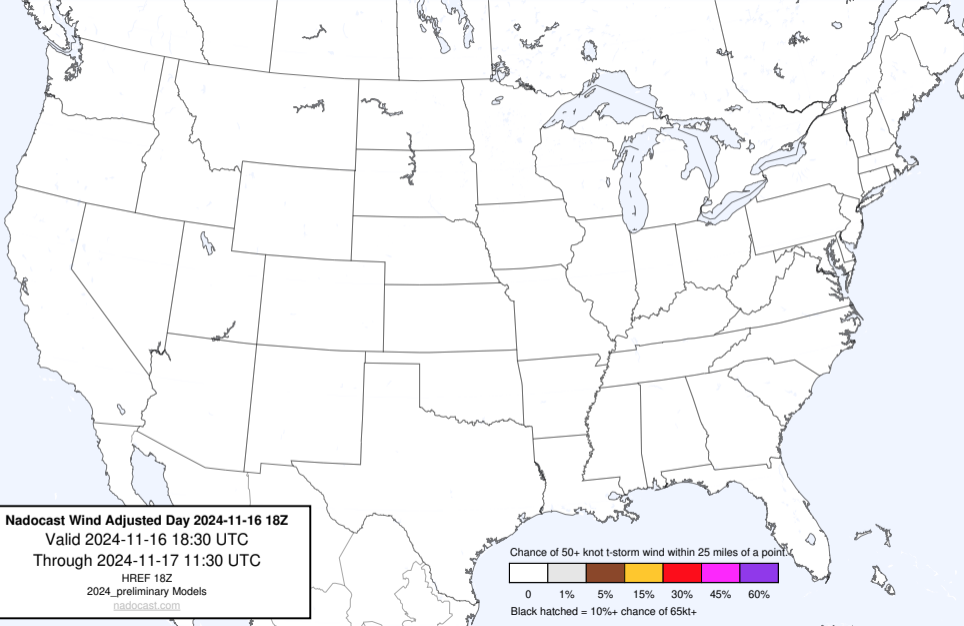 Nadocast Wind Adjusted Day 2024-11-16 18Z
Valid 2024-11-16 18:30 UTC
Through 2024-11-17 11:30 UTC
HREF 18Z
2024_preliminary Models
nadocast.com
Chance of 50+ knot t-storm wind within 25 miles of a point.
0 1% 5% 15% 30% 45% 60%
Black hatched = 10%+ chance of 65kt+